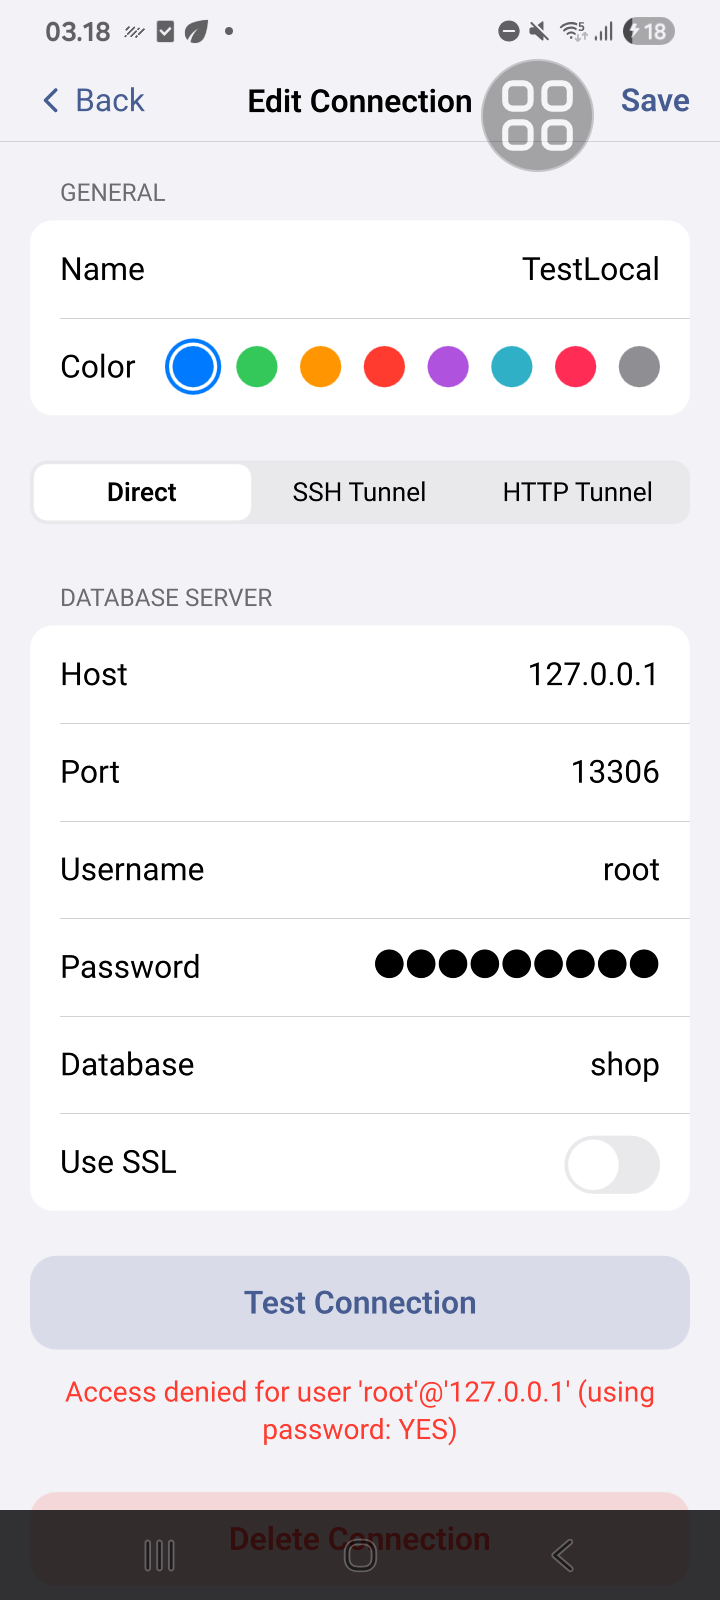 03.18
18
Back
Edit Connection
Save
GENERAL
Name
TestLocal
Color
Direct
SSH Tunnel
HTTP Tunnel
DATABASE SERVER
Host
127.0.0.1
Port
13306
Username
root
Password
●●●●●●●●●
Database
shop
Use SSL
Test Connection
Access denied for user 'root'@'127.0.0.1' (using
password: YES)
Delete Connection